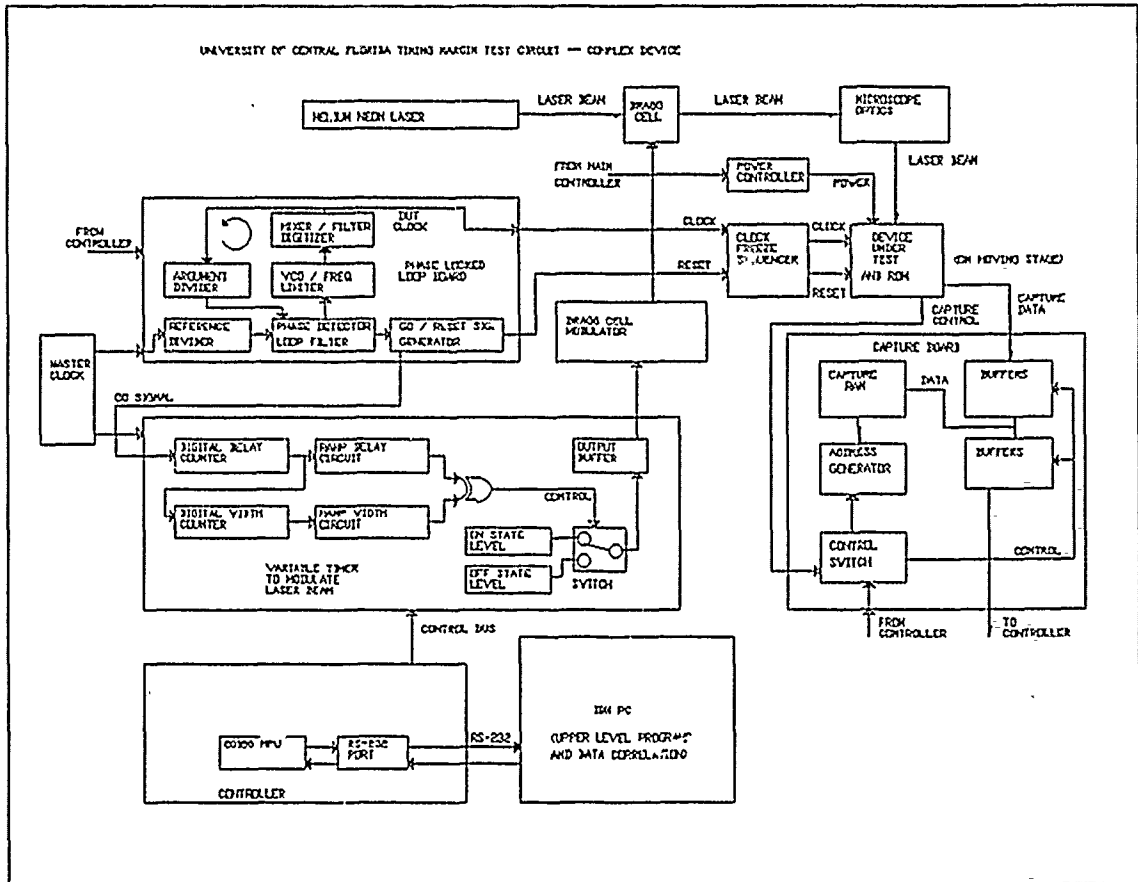 UNIVERSITY OF CENTRAL FLORIDA TIMING MARGIN TEST CIRCUIT — COMPLEX DEVICE
HELIUM NEON LASER
LASER BEAM
BRAGG
CELL
LASER BEAM
MICROSCOPE
OPTICS
LASER BEAM
FROM MAIN
CONTROLLER
POWER
CONTROLLER
POWER
FROM
CONTROLLER
MIXER / FILTER
DIGITIZER
DUT
CLOCK
ARGUMENT
DIVIDER
VCO / FREQ
LIMITER
PHASE LOCKED
LOOP BOARD
REFERENCE
DIVIDER
PHASE DETECTOR
LOOP FILTER
GO / RESET SIG.
GENERATOR
CLOCK
RESET
CLOCK
FREEZE
SEQUENCER
CLOCK
RESET
DEVICE
UNDER
TEST
AND ROM
(ON MOVING STAGE)
CAPTURE
CONTROL
CAPTURE
DATA
MASTER
CLOCK
GO SIGNAL
BRAGG CELL
MODULATOR
CAPTURE BOARD
CAPTURE
RAM
DATA
BUFFERS
ADDRESS
GENERATOR
BUFFERS
CONTROL
SWITCH
CONTROL
FROM
CONTROLLER
TO
CONTROLLER
DIGITAL DELAY
COUNTER
RAMP DELAY
CIRCUIT
DIGITAL WIDTH
COUNTER
RAMP WIDTH
CIRCUIT
OUTPUT
BUFFER
CONTROL
ON STATE
LEVEL
OFF STATE
LEVEL
SWITCH
VARIABLE TIMER
TO MODULATE
LASER BEAM
CONTROL BUS
MPU
RS-232
PORT
RS-232
CONTROLLER
IBM PC
(UPPER LEVEL PROGRAMS
AND DATA CORRELATION)